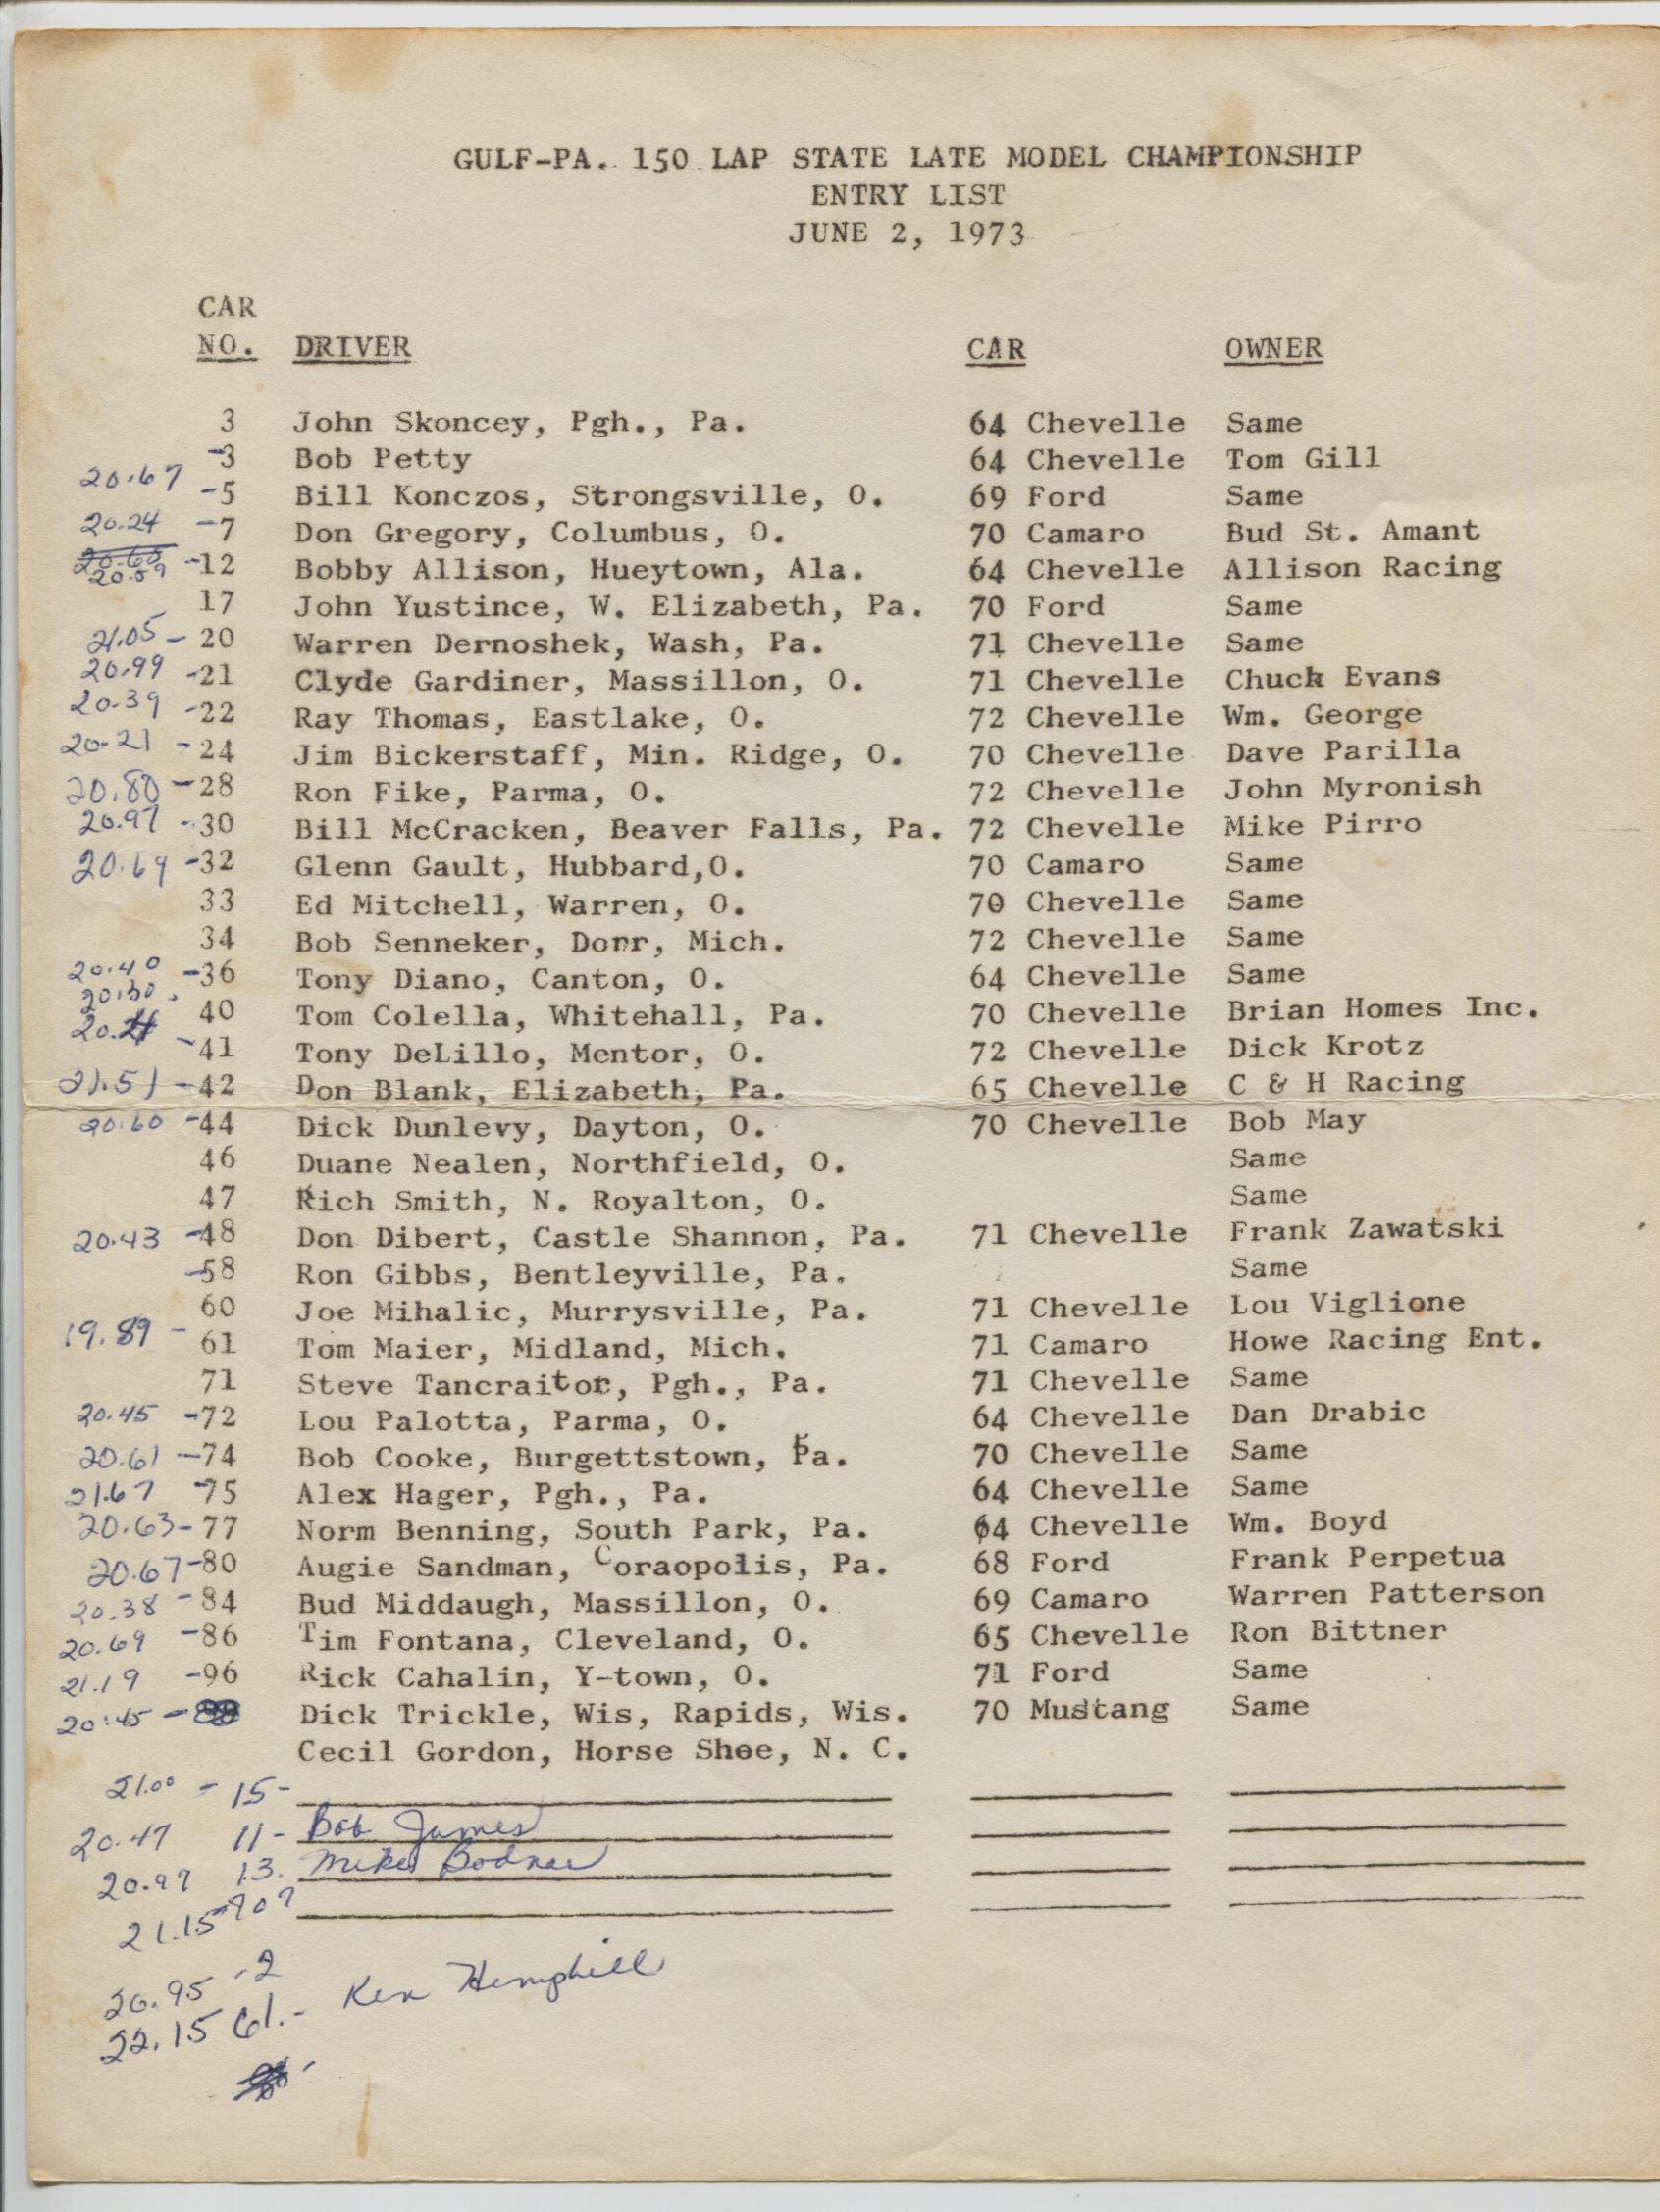 GULF-PA. 150 LAP STATE LATE MODEL CHAMPIONSHIP
ENTRY LIST
JUNE 2, 1973
CAR
NO. DRIVER CAR OWNER
3 John Skoncey, Pgh., Pa. 64 Chevelle Same
-3 Bob Petty 64 Chevelle Tom Gill
20.67 -5 Bill Konczos, Strongsville, O. 69 Ford Same
20.24 -7 Don Gregory, Columbus, O. 70 Camaro Bud St. Amant
20.60 20.59 -12 Bobby Allison, Hueytown, Ala. 64 Chevelle Allison Racing
17 John Yustince, W. Elizabeth, Pa. 70 Ford Same
21.05 - 20 Warren Dernoshek, Wash, Pa. 71 Chevelle Same
20.99 -21 Clyde Gardiner, Massillon, O. 71 Chevelle Chuck Evans
20.39 -22 Ray Thomas, Eastlake, O. 72 Chevelle Wm. George
20.21 -24 Jim Bickerstaff, Min. Ridge, O. 70 Chevelle Dave Parilla
20.80 -28 Ron Fike, Parma, O. 72 Chevelle John Myronish
20.97 -30 Bill McCracken, Beaver Falls, Pa. 72 Chevelle Mike Pirro
20.69 -32 Glenn Gault, Hubbard,O. 70 Camaro Same
33 Ed Mitchell, Warren, O. 70 Chevelle Same
34 Bob Senneker, Dorr, Mich. 72 Chevelle Same
20.40 -36 Tony Diano, Canton, O. 64 Chevelle Same
20.30 40 Tom Colella, Whitehall, Pa. 70 Chevelle Brian Homes Inc.
-41 Tony DeLillo, Mentor, O. 72 Chevelle Dick Krotz
21.51 -42 Don Blank, Elizabeth, Pa. 65 Chevelle C & H Racing
20.60 -44 Dick Dunlevy, Dayton, O. 70 Chevelle Bob May
46 Duane Nealen, Northfield, O. Same
47 Rich Smith, N. Royalton, O. Same
20.43 -48 Don Dibert, Castle Shannon, Pa. 71 Chevelle Frank Zawatski
-58 Ron Gibbs, Bentleyville, Pa. Same
60 Joe Mihalic, Murrysville, Pa. 71 Chevelle Lou Viglione
19.89 - 61 Tom Maier, Midland, Mich. 71 Camaro Howe Racing Ent.
71 Steve Tancraitor, Pgh., Pa. 71 Chevelle Same
20.45 -72 Lou Palotta, Parma, O. 64 Chevelle Dan Drabic
20.61 -74 Bob Cooke, Burgettstown, Pa. 70 Chevelle Same
21.67 -75 Alex Hager, Pgh., Pa. 64 Chevelle Same
20.63 - 77 Norm Benning, South Park, Pa. 64 Chevelle Wm. Boyd
20.67 -80 Augie Sandman, Coraopolis, Pa. 68 Ford Frank Perpetua
20.38 -84 Bud Middaugh, Massillon, O. 69 Camaro Warren Patterson
20.69 -86 Tim Fontana, Cleveland, O. 65 Chevelle Ron Bittner
21.19 -96 Rick Cahalin, Y-town, O. 71 Ford Same
20.45 - Dick Trickle, Wis, Rapids, Wis. 70 Mustang Same
Cecil Gordon, Horse Shoe, N. C.
21.00 - 15-
20.47 11- Bob James
20.97 13. Mike Bodnar
21.15 -
20.95 -2
22.15 61.- Ken Hemphill